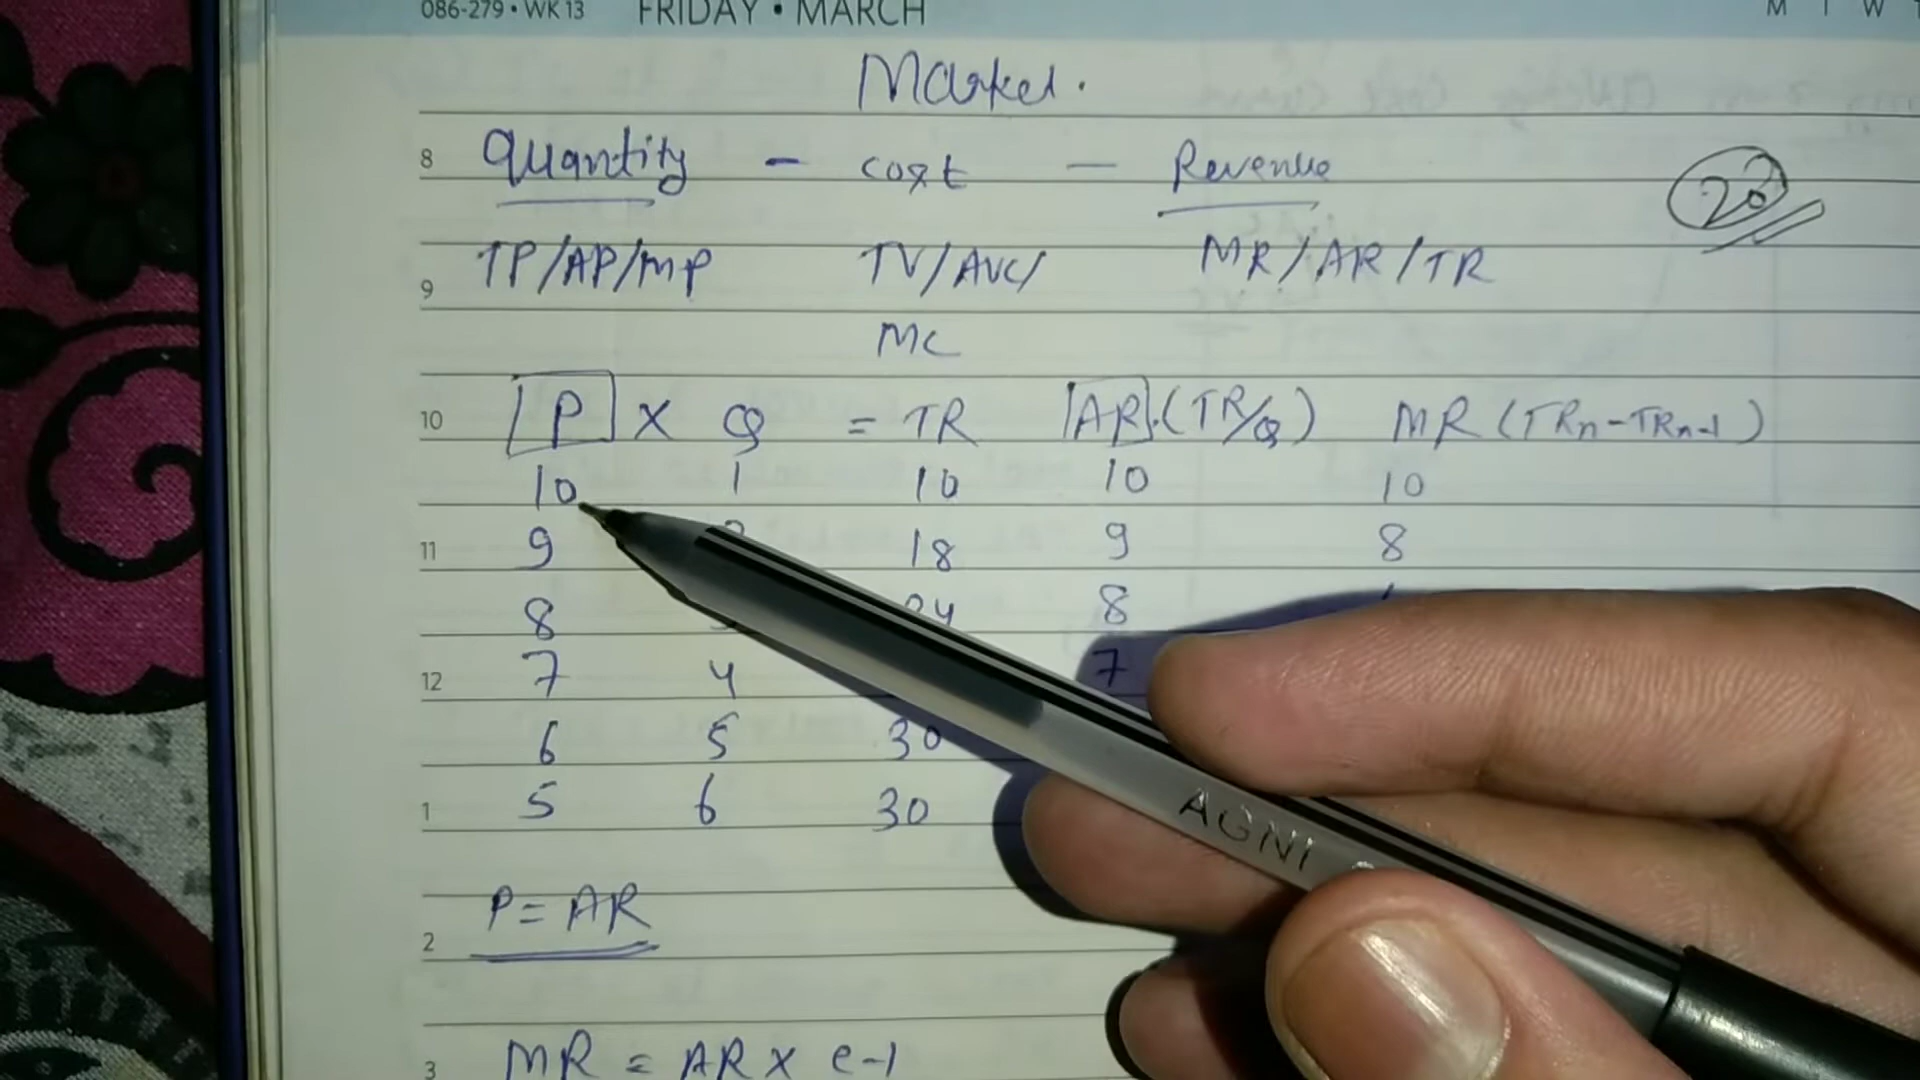 086-279 • WK 13 FRIDAY • MARCH M T W
Market.
8 Quantity - cost - Revenue
20
9 TP/AP/MP TV/AVC/ MR/AR/TR
MC
10 P X Q = TR AR.(TR/Q) MR (TRn-TRn-1)
10 1 10 10 10
11 9 18 9 8
8 24 8
12 7 4 7
6 5 30
1 5 6 30
2 P = AR
3 MR = AR X e-1
AGNI